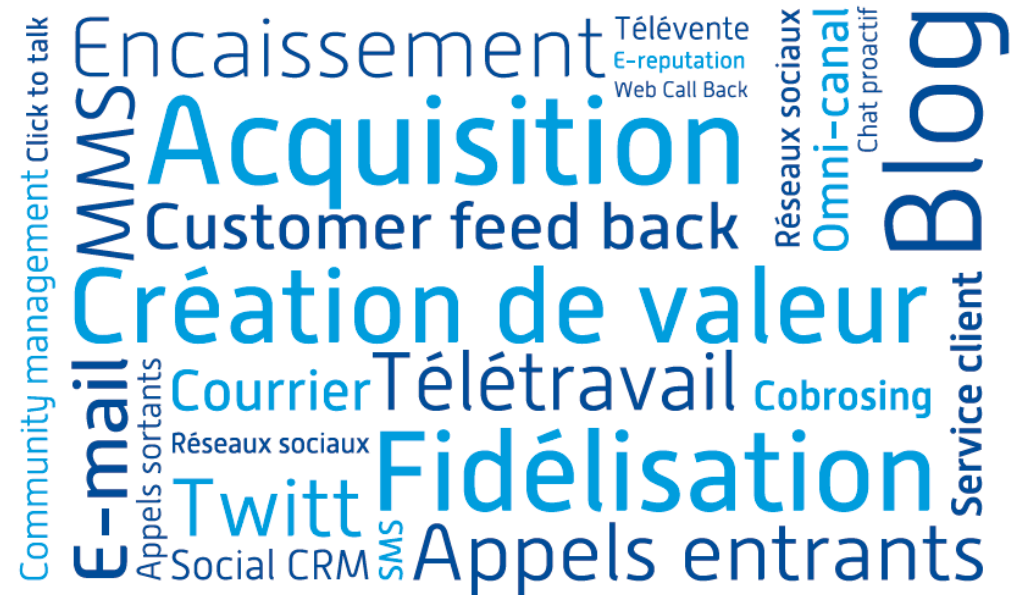 Community management
Click to talk
MMS
Encaissement
Télévente
E-reputation
Web Call Back
Réseaux sociaux
Omni-canal
Chat proactif
Blog
Acquisition
Customer feed back
Création de valeur
E-mail
Appels sortants
Courrier
Télétravail
Cobrosing
Service client
Réseaux sociaux
Fidélisation
Twitt
SMS
Social CRM
Appels entrants